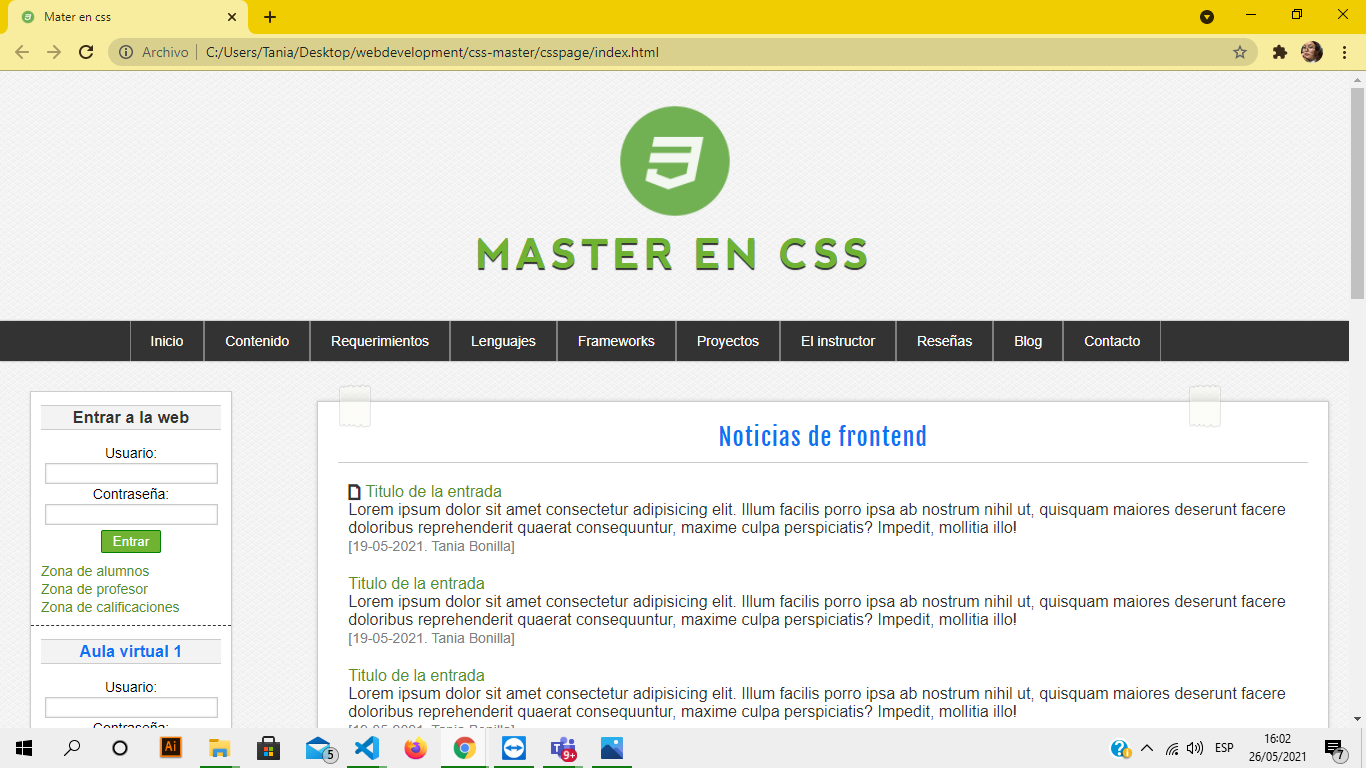 Mater en css
Archivo
C:/Users/Tania/Desktop/webdevelopment/css-master/csspage/index.html
MASTER EN CSS
Inicio
Contenido
Requerimientos
Lenguajes
Frameworks
Proyectos
El instructor
Reseñas
Blog
Contacto
Entrar a la web
Usuario:
Contraseña:
Entrar
Zona de alumnos
Zona de profesor
Zona de calificaciones
Aula virtual 1
Usuario:
Contraseña:
Noticias de frontend
Titulo de la entrada
Lorem ipsum dolor sit amet consectetur adipisicing elit. Illum facilis porro ipsa ab nostrum nihil ut, quisquam maiores deserunt facere
doloribus reprehenderit quaerat consequuntur, maxime culpa perspiciatis? Impedit, mollitia illo!
[19-05-2021. Tania Bonilla]
Titulo de la entrada
Lorem ipsum dolor sit amet consectetur adipisicing elit. Illum facilis porro ipsa ab nostrum nihil ut, quisquam maiores deserunt facere
doloribus reprehenderit quaerat consequuntur, maxime culpa perspiciatis? Impedit, mollitia illo!
[19-05-2021. Tania Bonilla]
Titulo de la entrada
Lorem ipsum dolor sit amet consectetur adipisicing elit. Illum facilis porro ipsa ab nostrum nihil ut, quisquam maiores deserunt facere
doloribus reprehenderit quaerat consequuntur, maxime culpa perspiciatis? Impedit, mollitia illo!
[19-05-2021. Tania Bonilla]
Ai
5
9+
ESP
16:02
26/05/2021
7